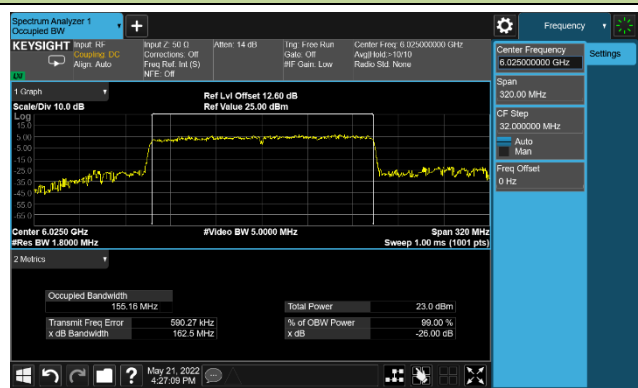 Spectrum Analyzer 1
Occupied BW
Frequency
KEYSIGHT
Input: RF
Coupling: DC
Align: Auto
Input Z: 50 Ω
Corrections: Off
Freq Ref: Int (S)
NFE: Off
Atten: 14 dB
Trig: Free Run
Gate: Off
#IF Gain: Low
Center Freq: 6.025000000 GHz
Avg|Hold:>10/10
Radio Std: None
Center Frequency
6.025000000 GHz
Settings
Span
320.00 MHz
CF Step
32.000000 MHz
Auto
Man
Freq Offset
0 Hz
1 Graph
Scale/Div 10.0 dB
Ref Lvl Offset 12.60 dB
Ref Value 25.00 dBm
Log
15.0
5.00
-5.00
-15.0
-25.0
-35.0
-45.0
-55.0
-65.0
Center 6.0250 GHz
#Video BW 5.0000 MHz
Span 320 MHz
#Res BW 1.8000 MHz
Sweep 1.00 ms (1001 pts)
2 Metrics
Occupied Bandwidth
155.16 MHz
Total Power
23.0 dBm
Transmit Freq Error
590.27 kHz
% of OBW Power
99.00 %
x dB Bandwidth
162.5 MHz
x dB
-26.00 dB
May 21, 2022
4:27:09 PM